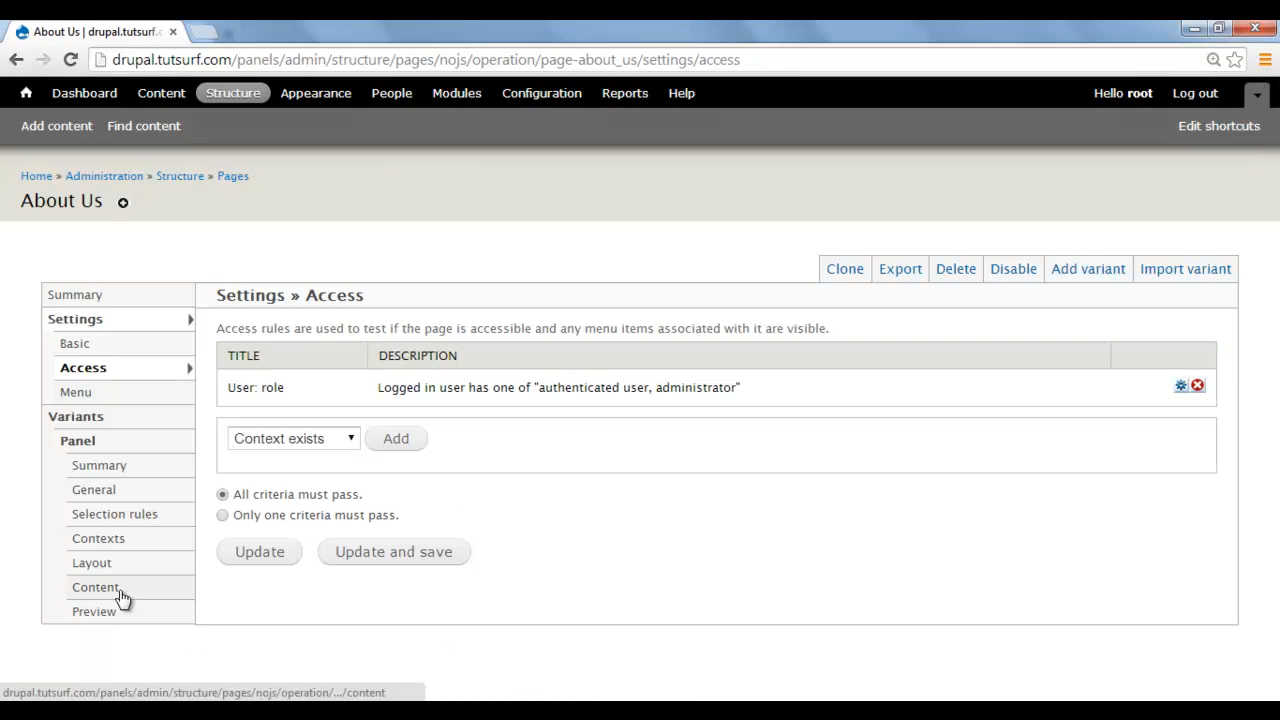 About Us | drupal.tutsurf.c
drupal.tutsurf.com/panels/admin/structure/pages/nojs/operation/page-about_us/settings/access
Dashboard Content Structure Appearance People Modules Configuration Reports Help Hello root Log out
Add content Find content Edit shortcuts
Home » Administration » Structure » Pages
About Us
Clone Export Delete Disable Add variant Import variant
Summary
Settings
Basic
Access
Menu
Variants
Panel
Summary
General
Selection rules
Contexts
Layout
Content
Preview
Settings » Access
Access rules are used to test if the page is accessible and any menu items associated with it are visible.
TITLE DESCRIPTION
User: role Logged in user has one of "authenticated user, administrator"
Context exists Add
All criteria must pass.
Only one criteria must pass.
Update Update and save
drupal.tutsurf.com/panels/admin/structure/pages/nojs/operation/.../content